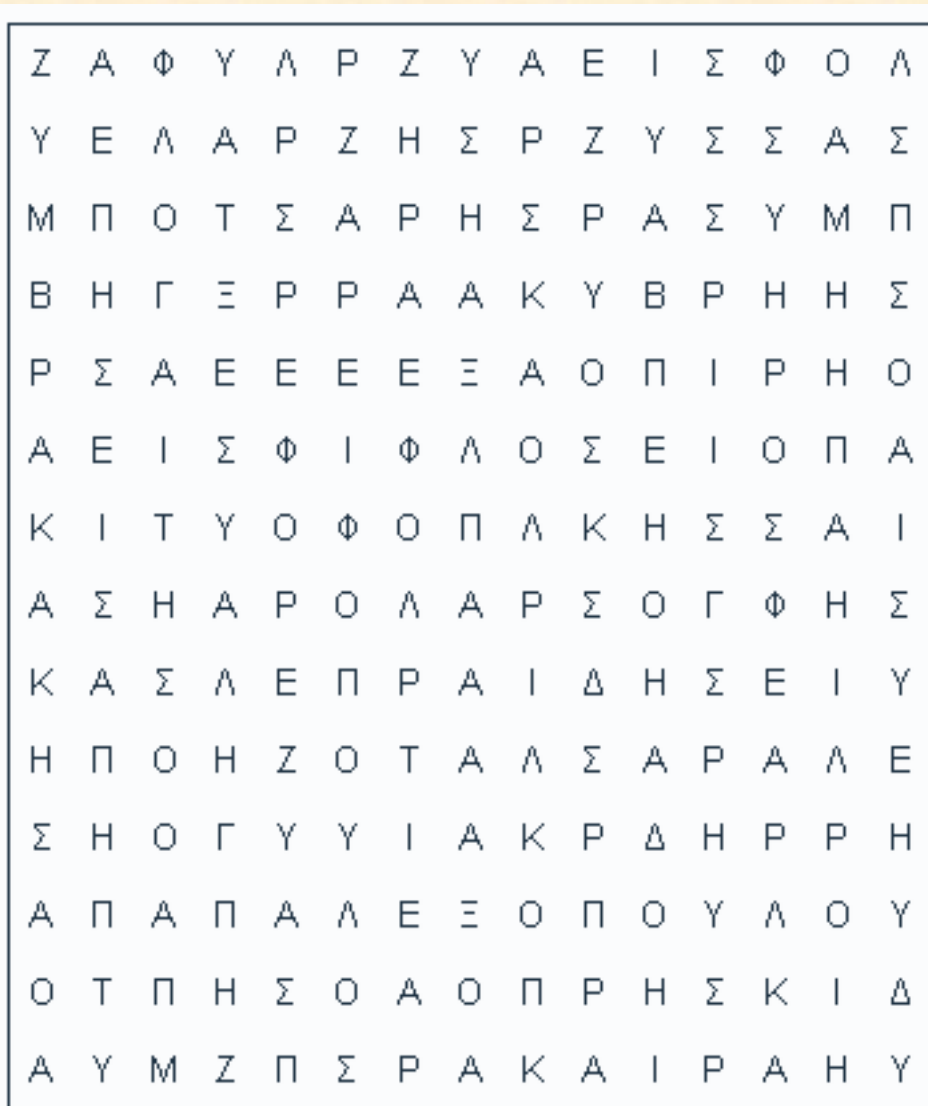 Ζ Α Φ Υ Λ Ρ Ζ Υ Α Ε Ι Σ Φ Ο Λ
Υ Ε Λ Α Ρ Ζ Η Σ Ρ Ζ Υ Σ Σ Α Σ
Μ Π Ο Τ Σ Α Ρ Η Σ Ρ Α Σ Υ Μ Π
Β Η Γ Ξ Ρ Ρ Α Α Κ Υ Β Ρ Η Η Σ
Ρ Σ Α Ε Ε Ε Ε Ξ Α Ο Π Ι Ρ Η Ο
Α Ε Ι Σ Φ Ι Φ Λ Ο Σ Ε Ι Ο Π Α
Κ Ι Τ Υ Ο Φ Ο Π Λ Κ Η Σ Σ Α Ι
Α Σ Η Α Ρ Ο Λ Α Ρ Σ Ο Γ Φ Η Σ
Κ Α Σ Λ Ε Π Ρ Α Ι Δ Η Σ Ε Ι Υ
Η Π Ο Η Ζ Ο Τ Α Λ Σ Α Ρ Α Λ Ε
Σ Η Ο Γ Υ Υ Ι Α Κ Ρ Δ Η Ρ Ρ Η
Α Π Α Π Α Λ Ε Ξ Ο Π Ο Υ Λ Ο Υ
Ο Τ Π Η Σ Ο Α Ο Π Ρ Η Σ Κ Ι Δ
Α Υ Μ Ζ Π Σ Ρ Α Κ Α Ι Ρ Α Η Υ